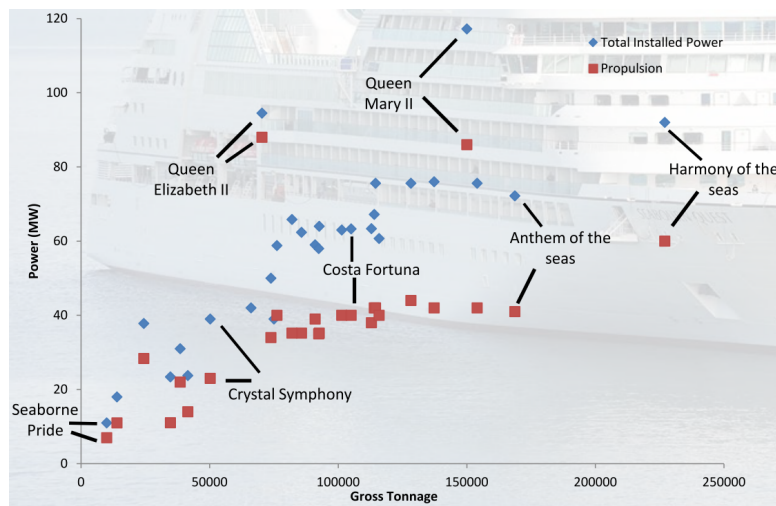 120
Total Installed Power
Propulsion
100
Queen
Mary II
80
Queen
Elizabeth II
Harmony of the
seas
Power (MW)
60
Anthem of the
seas
Costa Fortuna
40
20
Crystal Symphony
Seaborne
Pride
0
0 50000 100000 150000 200000 250000
Gross Tonnage